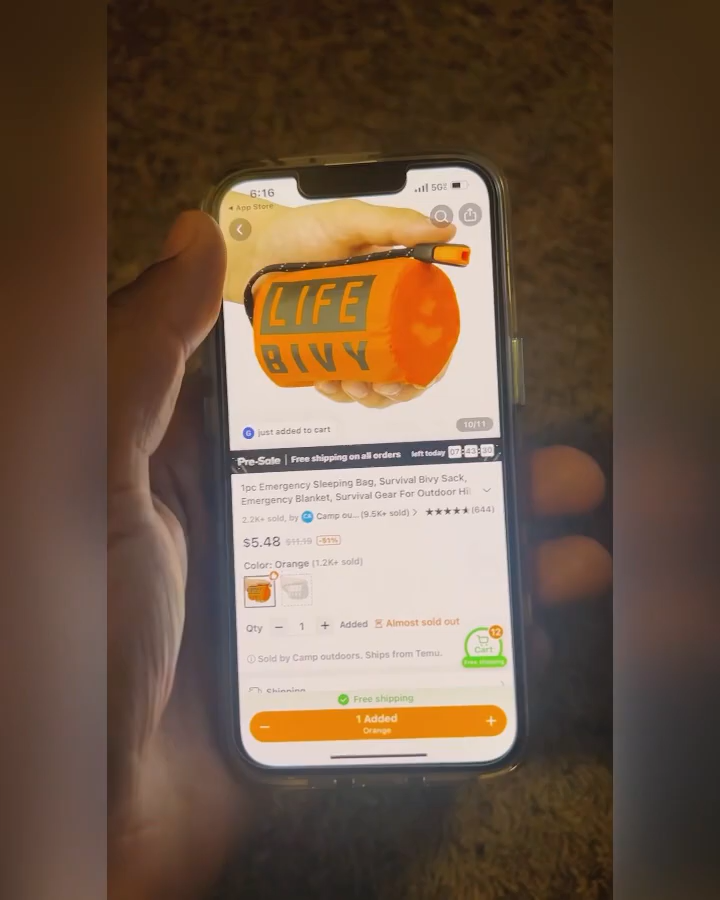 6:16
5G
◀ App Store
LIFE
BIVY
G just added to cart
10/11
Pre-Sale | Free shipping on all orders left today 07:43:30
1pc Emergency Sleeping Bag, Survival Bivy Sack,
Emergency Blanket, Survival Gear For Outdoor Hi
2.2K+ sold, by Camp ou... (9.5K+ sold) > ★★★★★ (644)
$5.48 $11.19 -51%
Color: Orange (1.2K+ sold)
Qty − 1 + Added Almost sold out
12
Cart
Free shipping
Sold by Camp outdoors. Ships from Temu.
Shipping
Free shipping
− 1 Added +
Orange